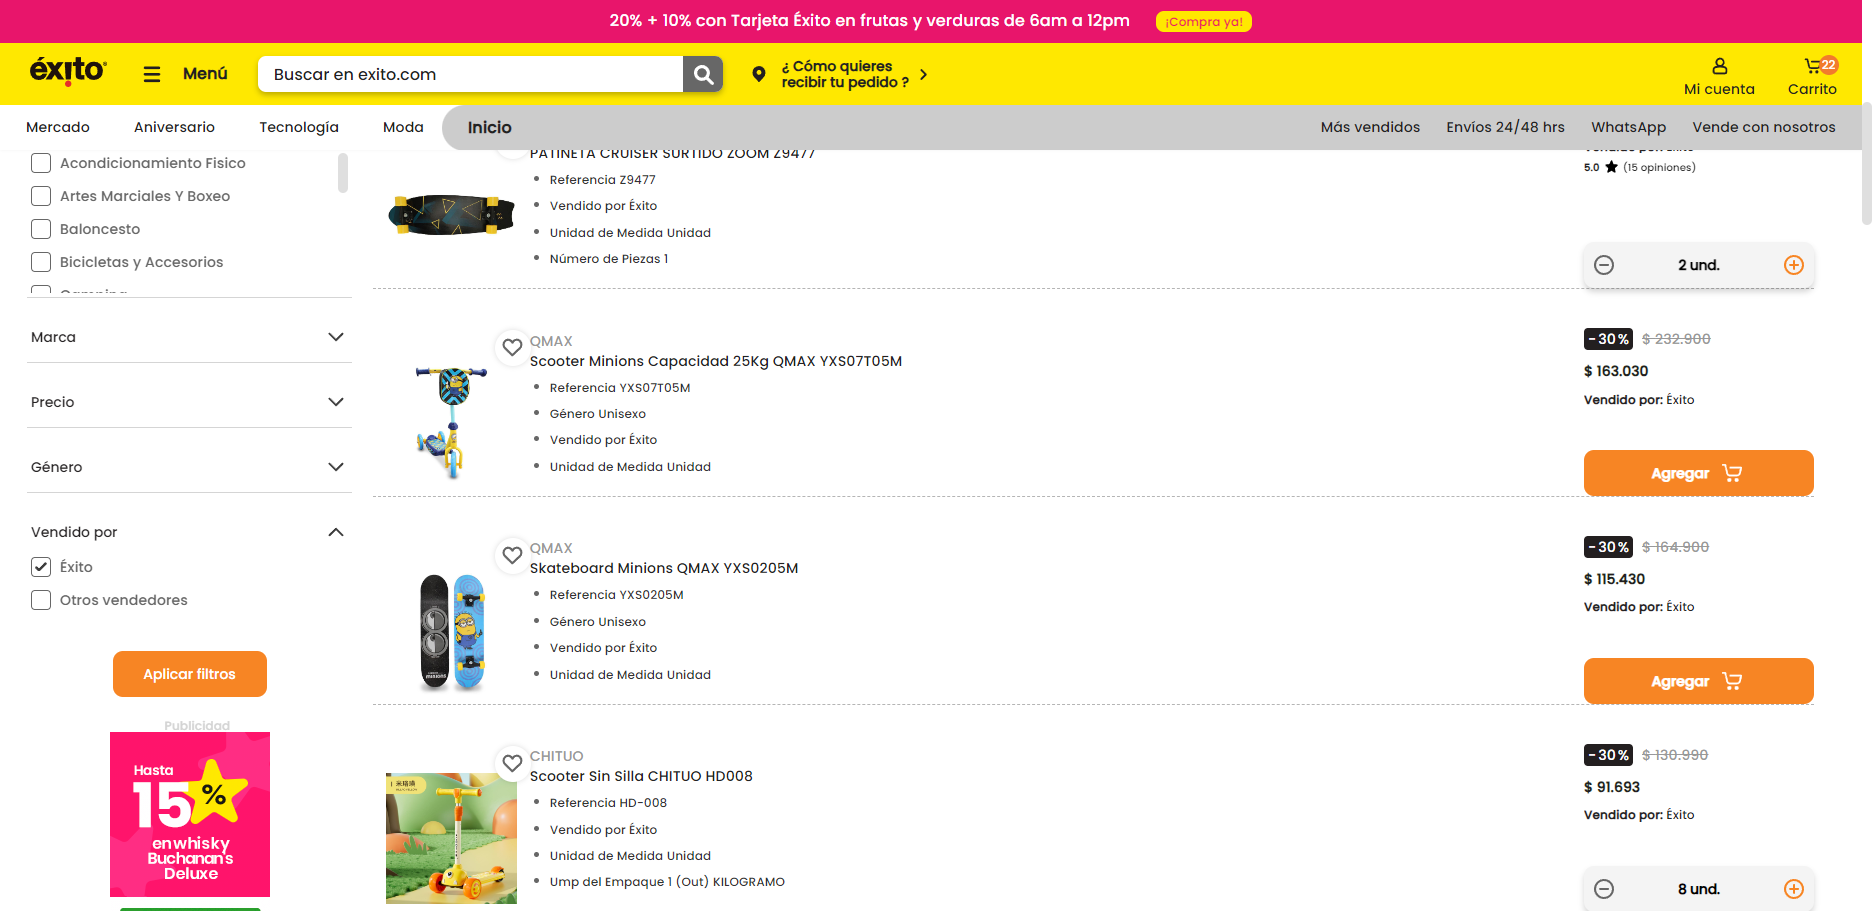 20% + 10% con Tarjeta Éxito en frutas y verduras de 6am a 12pm
¡Compra ya!
éxito
Menú
Buscar en exito.com
¿ Cómo quieres
recibir tu pedido ?
Mi cuenta
22
Carrito
Mercado
Aniversario
Tecnología
Moda
Inicio
Más vendidos
Envíos 24/48 hrs
WhatsApp
Vende con nosotros
Acondicionamiento Fisico
Artes Marciales Y Boxeo
Baloncesto
Bicicletas y Accesorios
Camping
Marca
Precio
Género
Vendido por
Éxito
Otros vendedores
Aplicar filtros
Publicidad
Hasta
15%
en whisky
Buchanan's
Deluxe
PATINETA CRUISER SURTIDO ZOOM Z9477
Referencia Z9477
Vendido por Éxito
Unidad de Medida Unidad
Número de Piezas 1
Vendido por: Éxito
5.0 (15 opiniones)
2 und.
QMAX
Scooter Minions Capacidad 25Kg QMAX YXS07T05M
Referencia YXS07T05M
Género Unisexo
Vendido por Éxito
Unidad de Medida Unidad
-30% $ 232.900
$ 163.030
Vendido por: Éxito
Agregar
QMAX
Skateboard Minions QMAX YXS0205M
Referencia YXS0205M
Género Unisexo
Vendido por Éxito
Unidad de Medida Unidad
MINIONS
-30% $ 164.900
$ 115.430
Vendido por: Éxito
Agregar
CHITUO
Scooter Sin Silla CHITUO HD008
Referencia HD-008
Vendido por Éxito
Unidad de Medida Unidad
Ump del Empaque 1 (Out) KILOGRAMO
-30% $ 130.990
$ 91.693
Vendido por: Éxito
8 und.